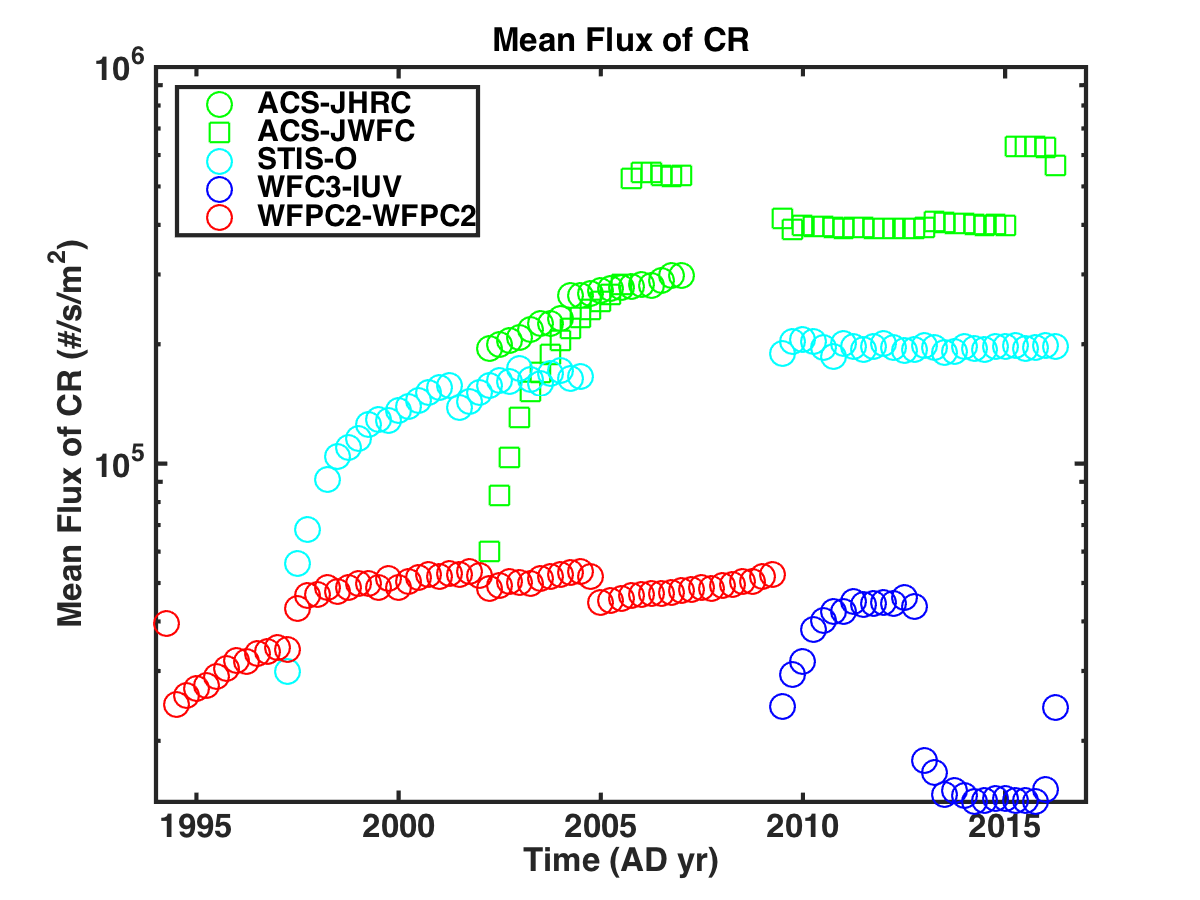 Mean Flux of CR
10^6
ACS-JHRC
ACS-JWFC
STIS-O
WFC3-IUV
WFPC2-WFPC2
Mean Flux of CR (#/s/m^2)
10^5
1995 2000 2005 2010 2015
Time (AD yr)